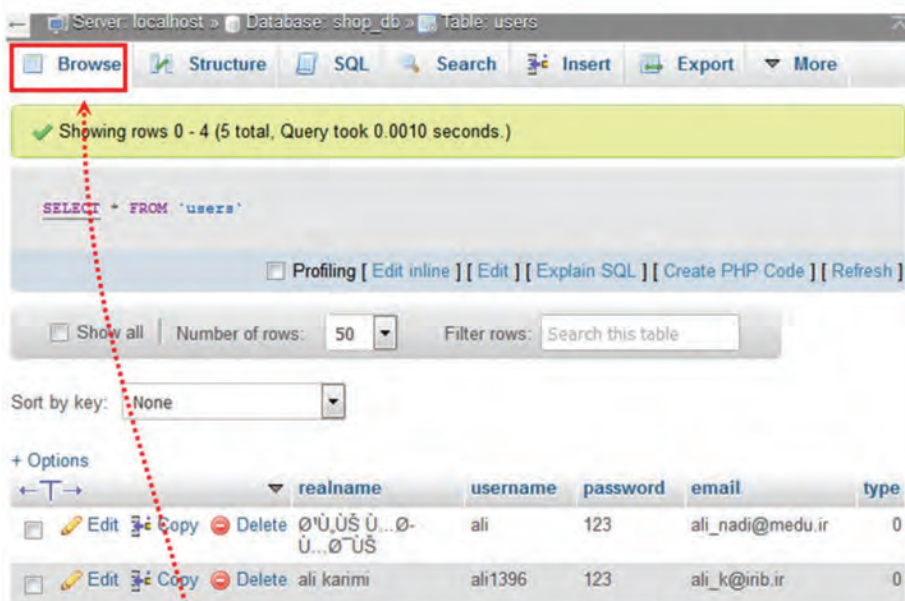 Server: localhost » Database: shop_db » Table: users
Browse Structure SQL Search Insert Export More
Showing rows 0 - 4 (5 total, Query took 0.0010 seconds.)
SELECT * FROM `users`
Profiling [ Edit inline ] [ Edit ] [ Explain SQL ] [ Create PHP Code ] [ Refresh ]
Show all Number of rows: 50 Filter rows: Search this table
Sort by key: None
+ Options
←T→ realname username password email type
Edit Copy Delete Ø¹Ù„ÙŠ Ù…Ø- ali 123 ali_nadi@medu.ir 0
Ù…Ø¯ÙŠ
Edit Copy Delete ali karimi ali1396 123 ali_k@irib.ir 0